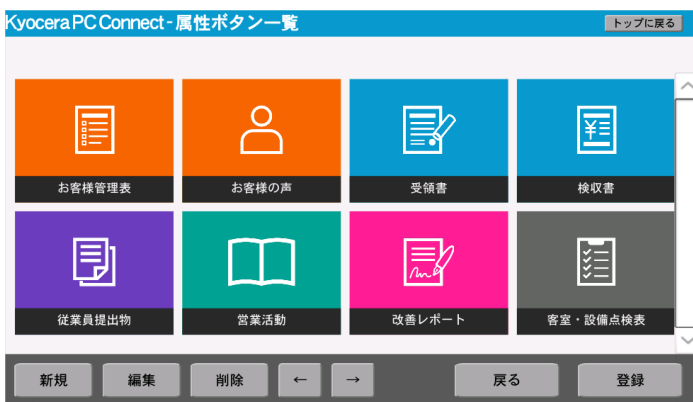 Kyocera PC Connect - 属性ボタン一覧
トップに戻る
お客様管理表
お客様の声
受領書
検収書
従業員提出物
営業活動
改善レポート
客室・設備点検表
新規
編集
削除
←
→
戻る
登録